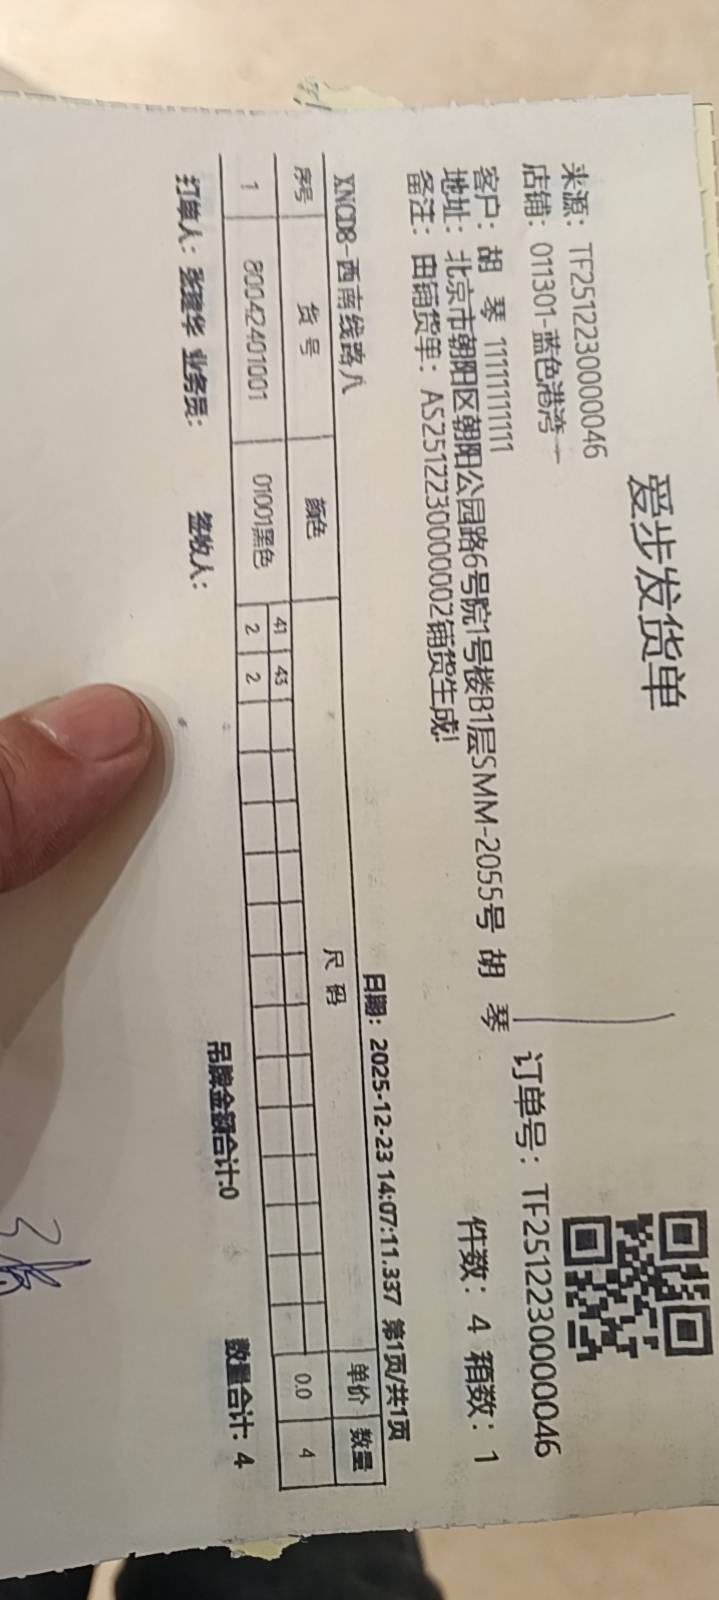 爱步发货单
来源：TF2512230000046
店铺：011301-蓝色港湾一
订单号：TF2512230000046
客户：胡 琴 11111111111
件数：4 箱数：1
地址：北京市朝阳区朝阳公园路6号院1号楼B1层SMM-2055号 胡 琴
备注：由铺货单：AS2512230000002铺货生成!
日期：2025-12-23 14:07:11.337 第1页/共1页
XNCD8-西南线路八
序号 货号 颜色 尺码 单价 数量
41 43
1 80042401001 01001黑色 2 2 0.0 4
打单人：张建华 业务员： 签收人： 吊牌金额合计:0 数量合计：4